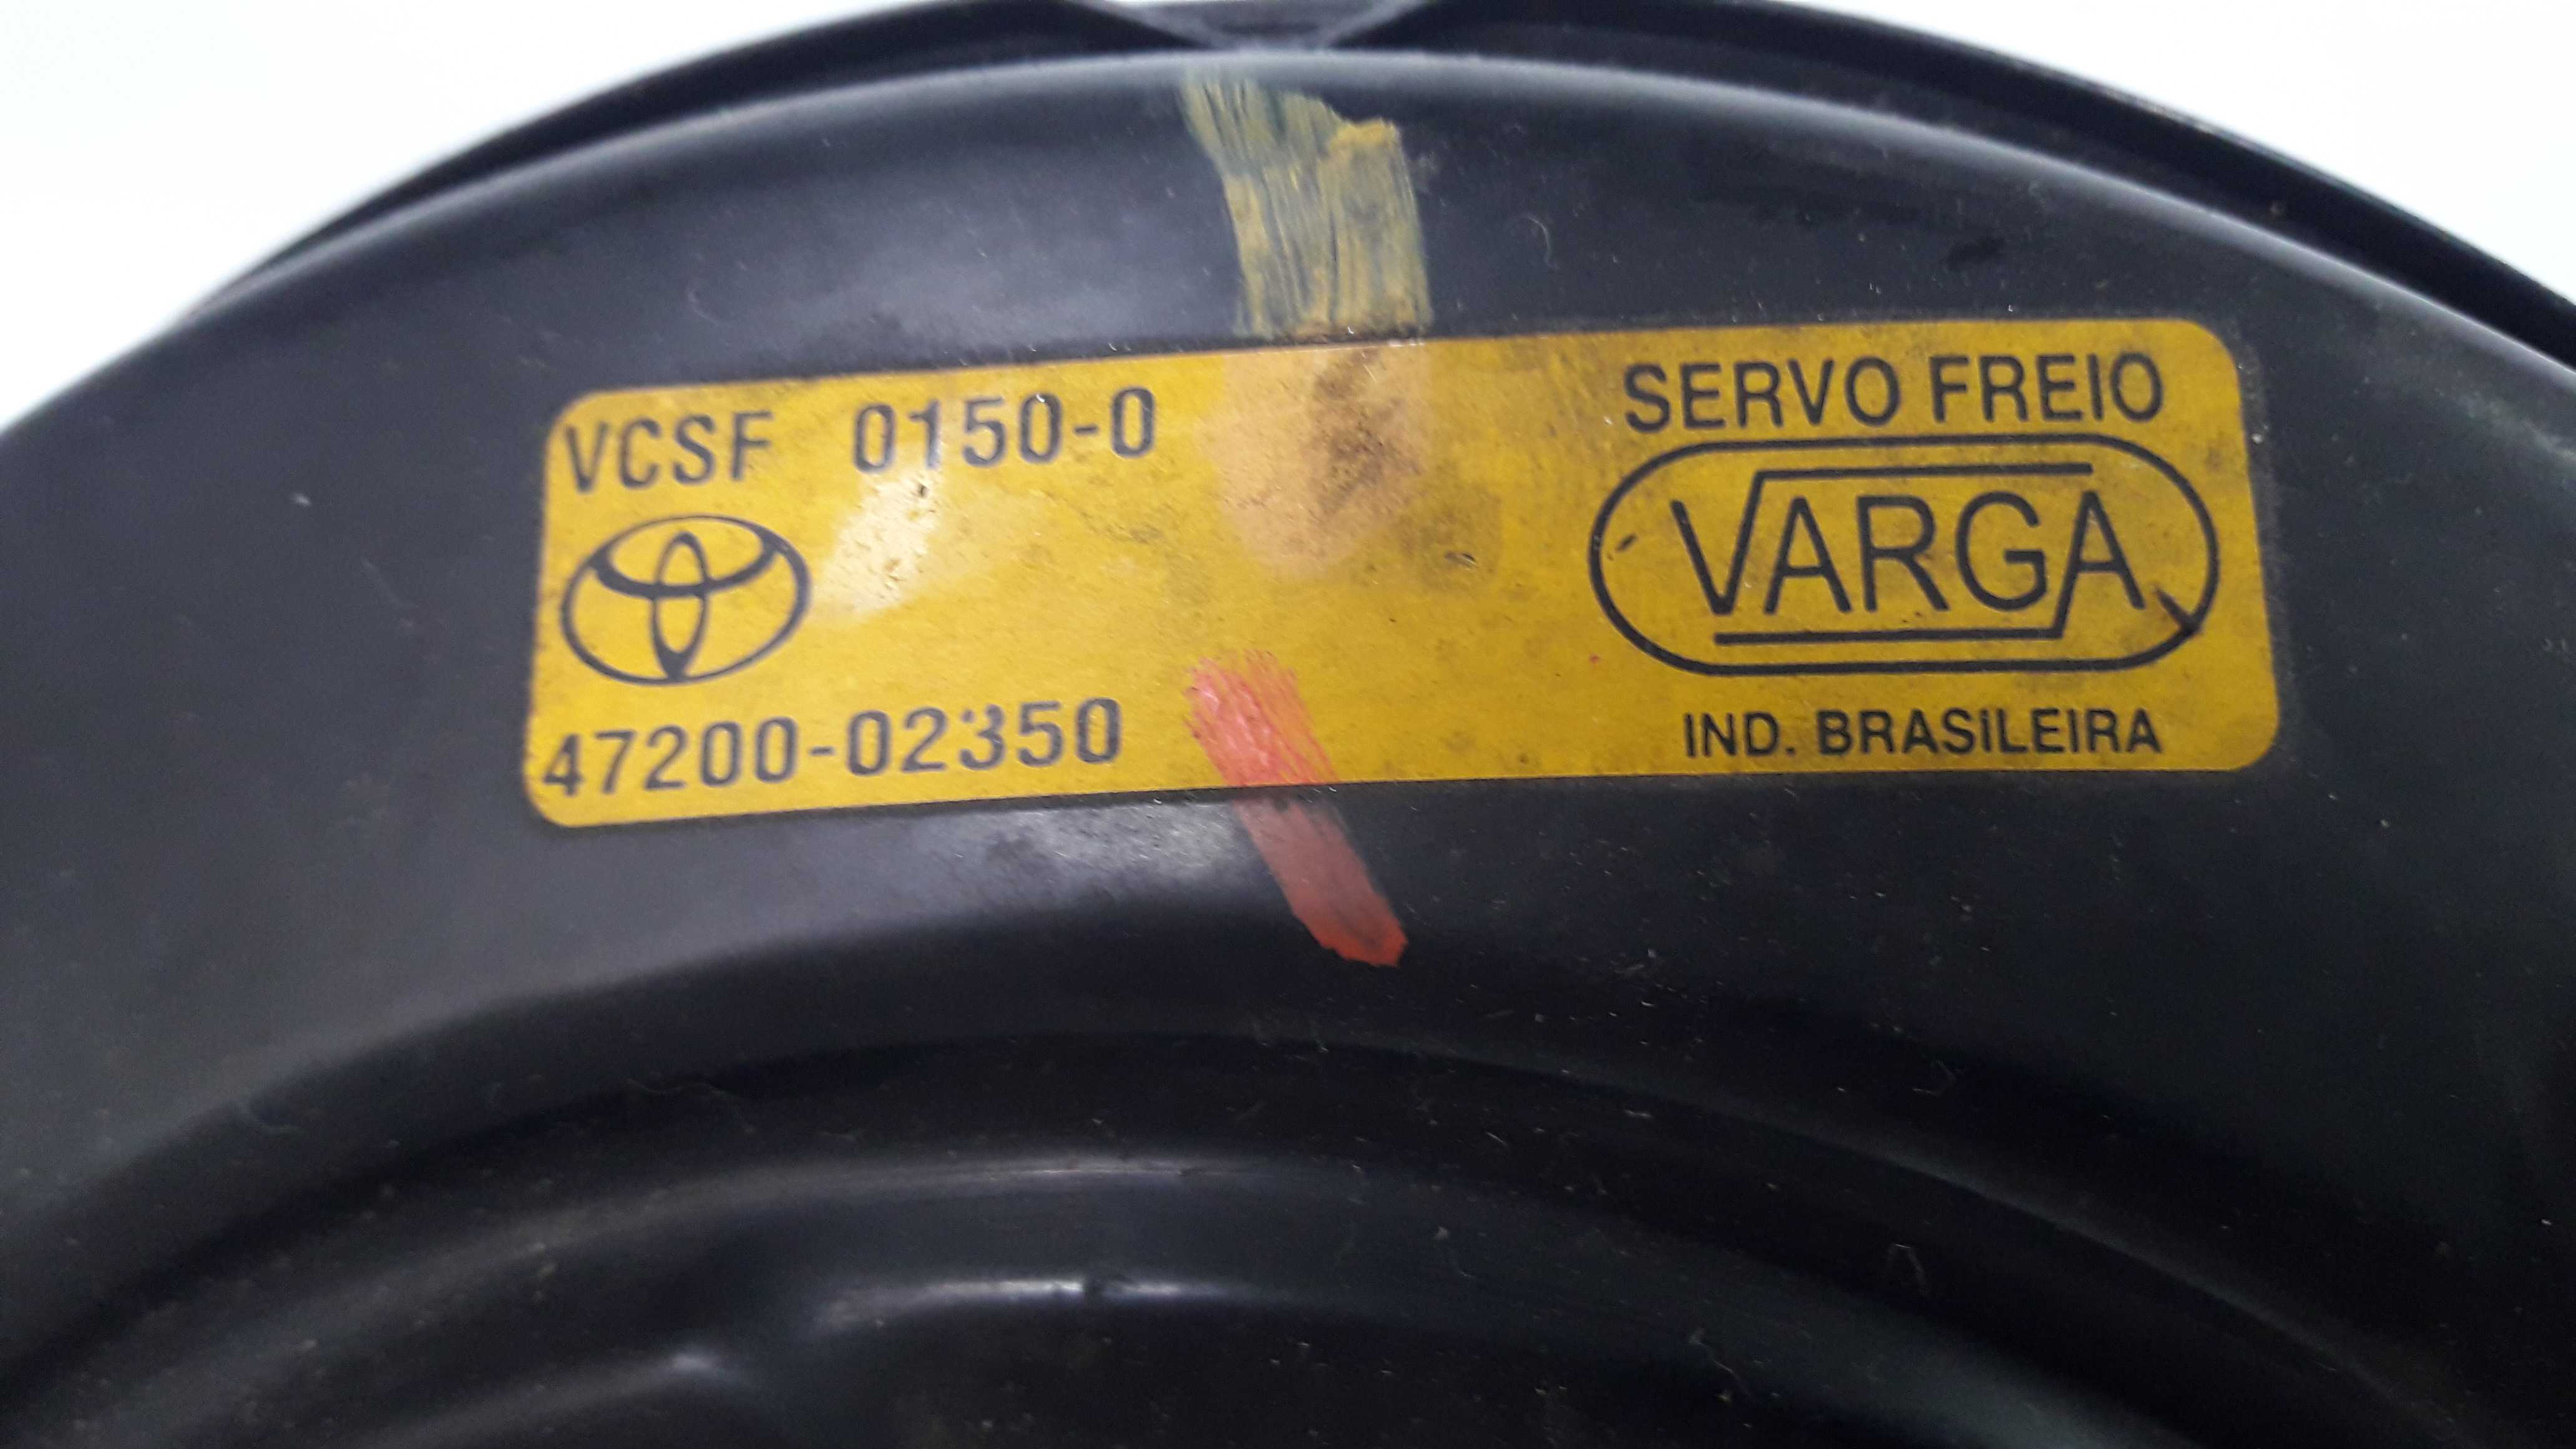 VCSF 0150-0
47200-02350
SERVO FREIO
VARGA
IND. BRASILEIRA